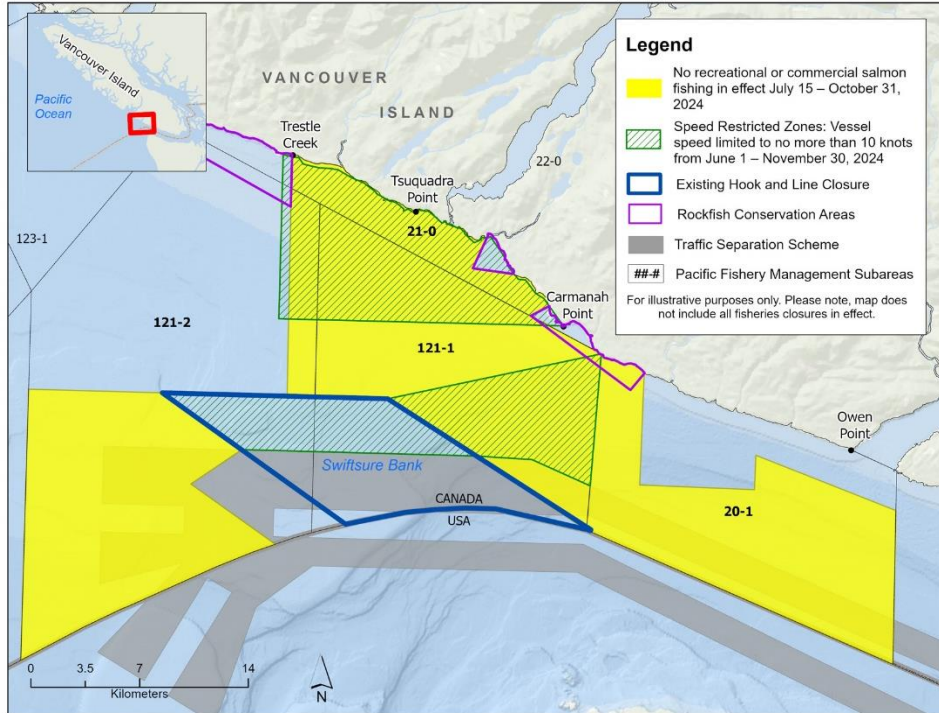 Vancouver Island
Pacific
Ocean
VANCOUVER
ISLAND
Trestle
Creek
Tsuquadra
Point
22-0
21-0
123-1
Carmanah
Point
121-2
121-1
Owen
Point
Swiftsure Bank
CANADA
USA
20-1
0 3.5 7 14
Kilometers
N
Legend
No recreational or commercial salmon
fishing in effect July 15 – October 31,
2024
Speed Restricted Zones: Vessel
speed limited to no more than 10 knots
from June 1 – November 30, 2024
Existing Hook and Line Closure
Rockfish Conservation Areas
Traffic Separation Scheme
##-# Pacific Fishery Management Subareas
For illustrative purposes only. Please note, map does
not include all fisheries closures in effect.